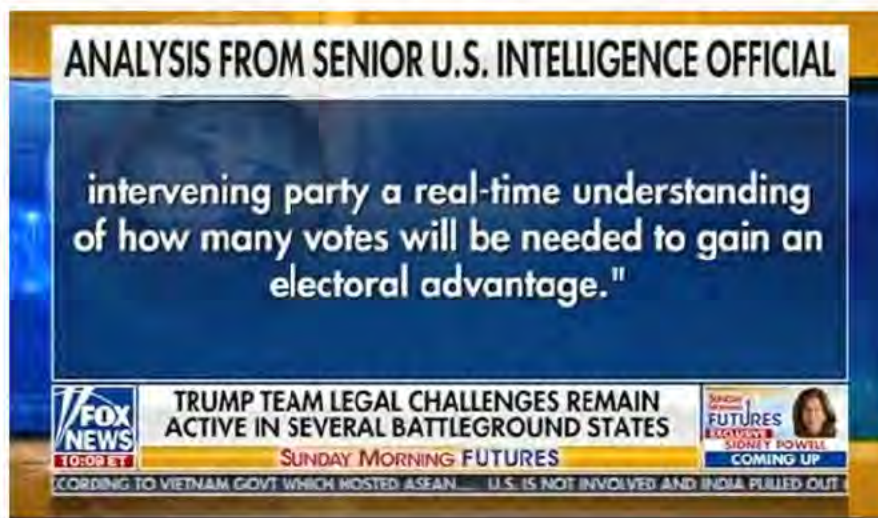 ANALYSIS FROM SENIOR U.S. INTELLIGENCE OFFICIAL
intervening party a real-time understanding
of how many votes will be needed to gain an
electoral advantage."
FOX
NEWS
10:09 ET
TRUMP TEAM LEGAL CHALLENGES REMAIN
ACTIVE IN SEVERAL BATTLEGROUND STATES
SUNDAY MORNING FUTURES
SUNDAY
MORNING
FUTURES
EXCLUSIVE
SIDNEY POWELL
COMING UP
CORDING TO VIETNAM GOVT WHICH HOSTED ASEAN... U.S. IS NOT INVOLVED AND INDIA PULLED OUT